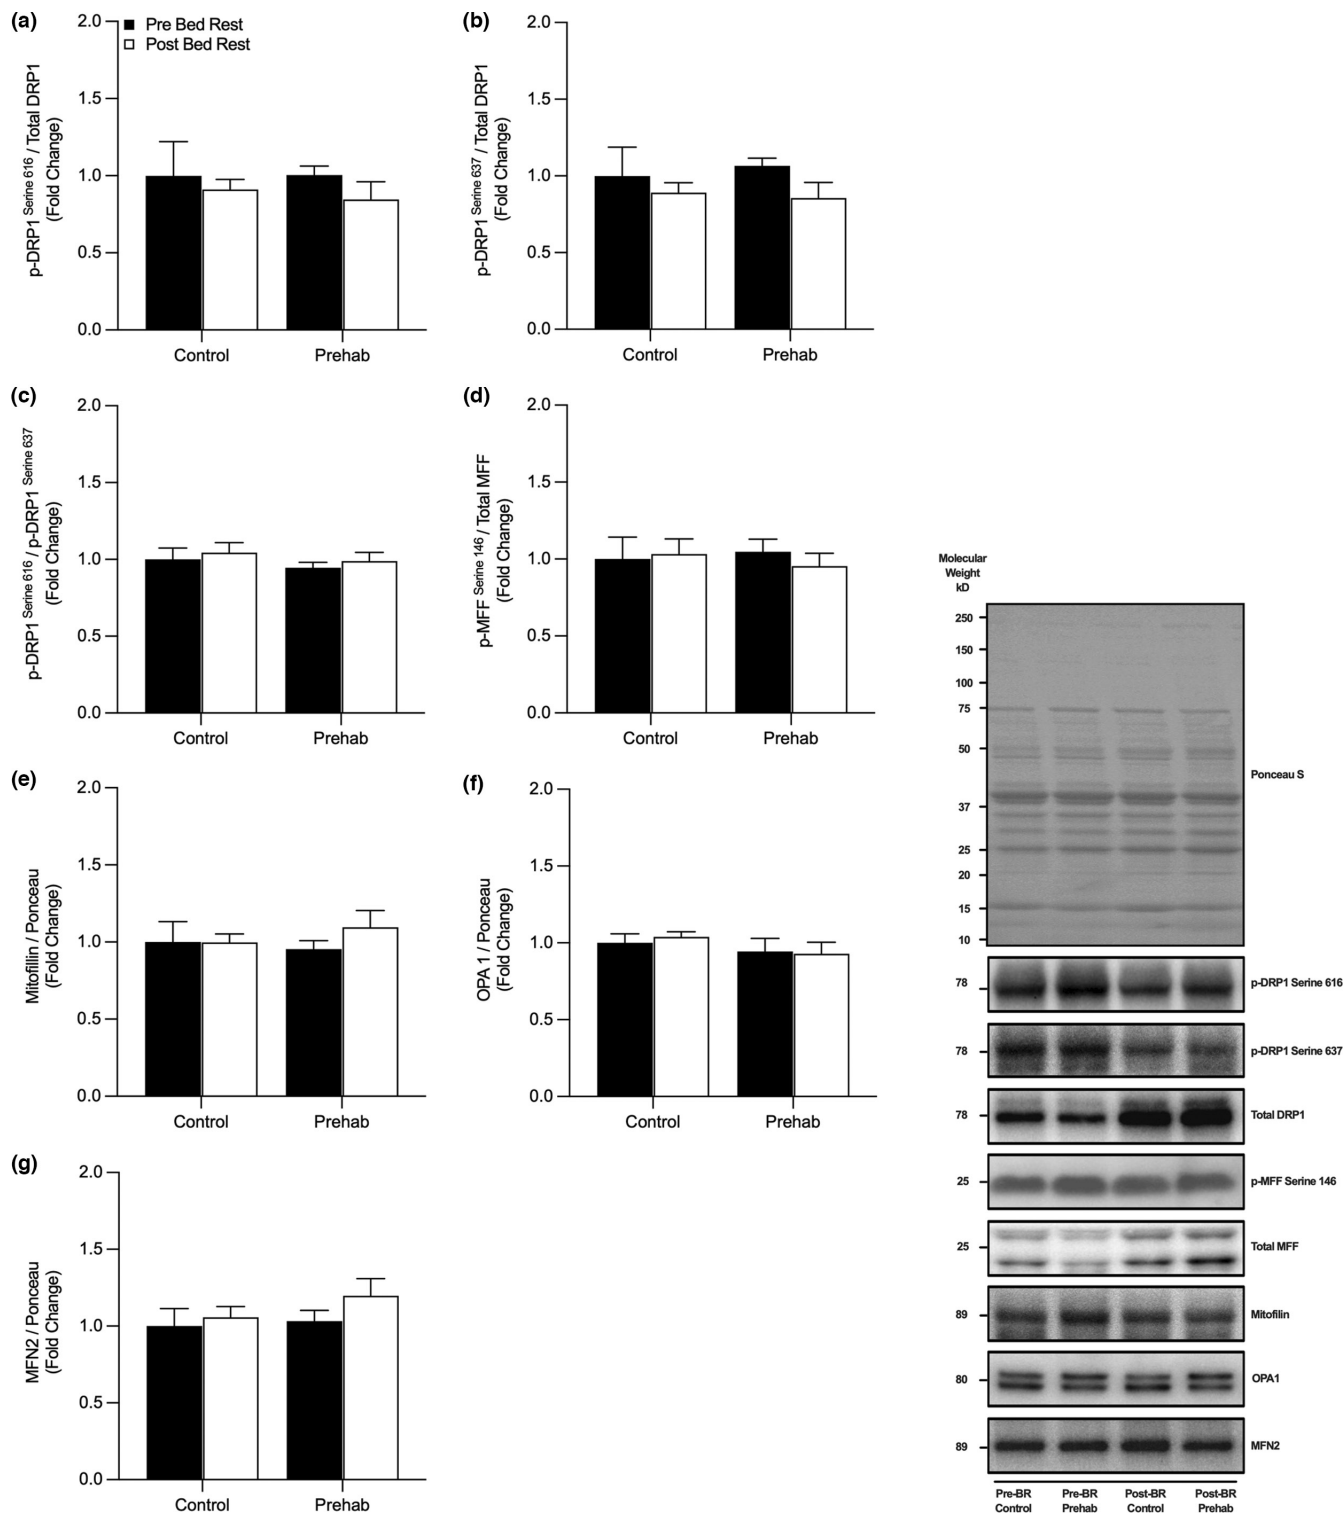 (a)
2.0
1.5
1.0
0.5
0.0
p-DRP1 Serine 616 / Total DRP1
(Fold Change)
Pre Bed Rest
Post Bed Rest
Control Prehab
(b)
2.0
1.5
1.0
0.5
0.0
p-DRP1 Serine 637 / Total DRP1
(Fold Change)
Control Prehab
(c)
2.0
1.5
1.0
0.5
0.0
p-DRP1 Serine 616 / p-DRP1 Serine 637
(Fold Change)
Control Prehab
(d)
2.0
1.5
1.0
0.5
0.0
p-MFF Serine 146 / Total MFF
(Fold Change)
Control Prehab
(e)
2.0
1.5
1.0
0.5
0.0
Mitofillin / Ponceau
(Fold Change)
Control Prehab
(f)
2.0
1.5
1.0
0.5
0.0
OPA 1 / Ponceau
(Fold Change)
Control Prehab
(g)
2.0
1.5
1.0
0.5
0.0
MFN2 / Ponceau
(Fold Change)
Control Prehab
Molecular
Weight
kD
250
150
100
75
50
37
25
20
15
10
Ponceau S
78 p-DRP1 Serine 616
78 p-DRP1 Serine 637
78 Total DRP1
25 p-MFF Serine 146
25 Total MFF
89 Mitofilin
80 OPA1
89 MFN2
Pre-BR Pre-BR Post-BR Post-BR
Control Prehab Control Prehab